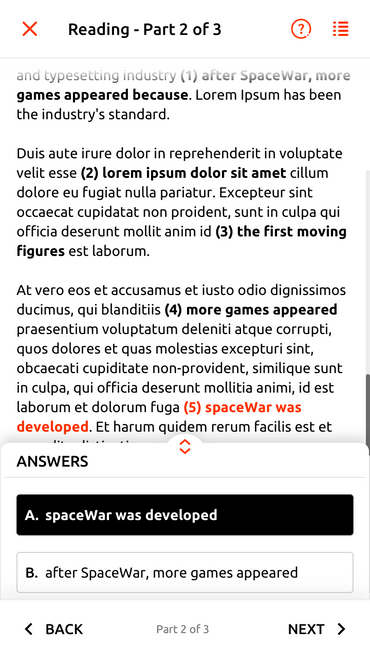 Reading - Part 2 of 3
and typesetting industry (1) after SpaceWar, more
games appeared because. Lorem Ipsum has been
the industry's standard.
Duis aute irure dolor in reprehenderit in voluptate
velit esse (2) lorem ipsum dolor sit amet cillum
dolore eu fugiat nulla pariatur. Excepteur sint
occaecat cupidatat non proident, sunt in culpa qui
officia deserunt mollit anim id (3) the first moving
figures est laborum.
At vero eos et accusamus et iusto odio dignissimos
ducimus, qui blanditiis (4) more games appeared
praesentium voluptatum deleniti atque corrupti,
quos dolores et quas molestias excepturi sint,
obcaecati cupiditate non-provident, similique sunt
in culpa, qui officia deserunt mollitia animi, id est
laborum et dolorum fuga (5) spaceWar was
developed. Et harum quidem rerum facilis est et
ANSWERS
A. spaceWar was developed
B. after SpaceWar, more games appeared
BACK
Part 2 of 3
NEXT